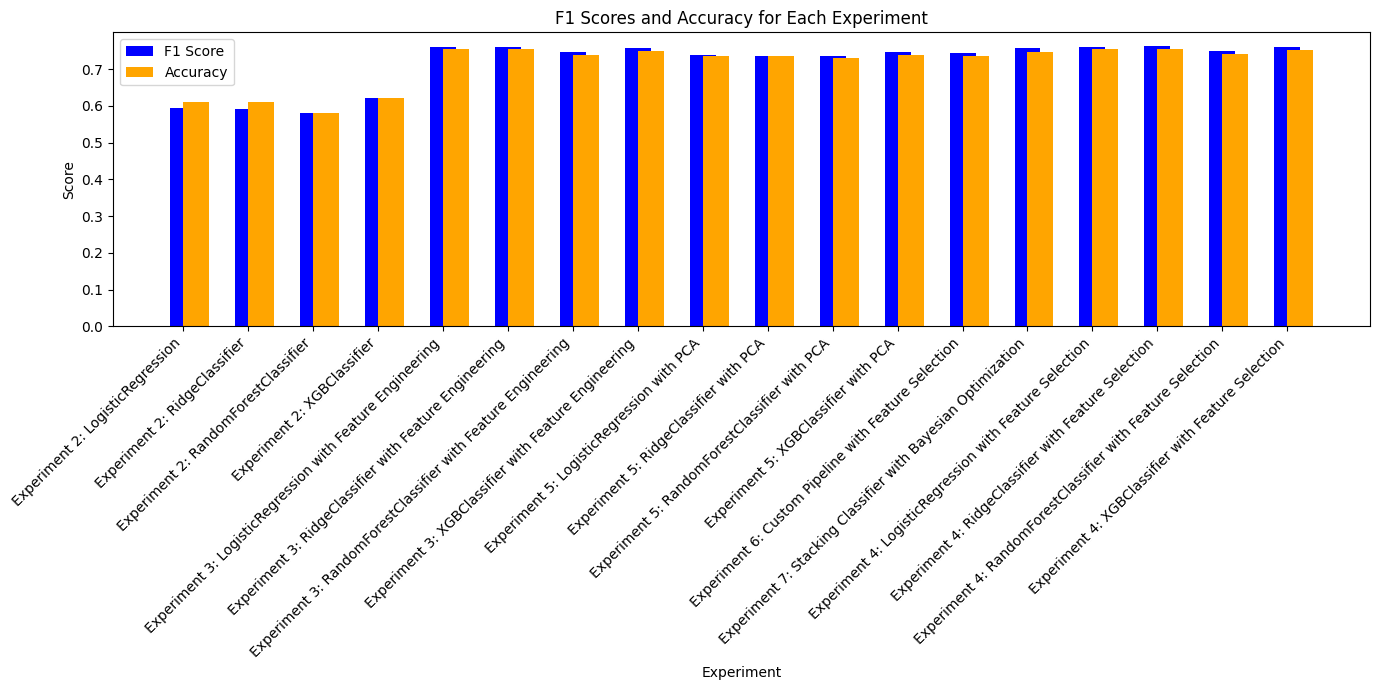 F1 Scores and Accuracy for Each Experiment
F1 Score
Accuracy
Score
0.7
0.6
0.5
0.4
0.3
0.2
0.1
0.0
Experiment 2: LogisticRegression
Experiment 2: RidgeClassifier
Experiment 2: RandomForestClassifier
Experiment 2: XGBClassifier
Experiment 3: LogisticRegression with Feature Engineering
Experiment 3: RidgeClassifier with Feature Engineering
Experiment 3: RandomForestClassifier with Feature Engineering
Experiment 3: XGBClassifier with Feature Engineering
Experiment 5: LogisticRegression with PCA
Experiment 5: RidgeClassifier with PCA
Experiment 5: RandomForestClassifier with PCA
Experiment 5: XGBClassifier with PCA
Experiment 6: Custom Pipeline with Feature Selection
Experiment 7: Stacking Classifier with Bayesian Optimization
Experiment 4: LogisticRegression with Feature Selection
Experiment 4: RidgeClassifier with Feature Selection
Experiment 4: RandomForestClassifier with Feature Selection
Experiment 4: XGBClassifier with Feature Selection
Experiment